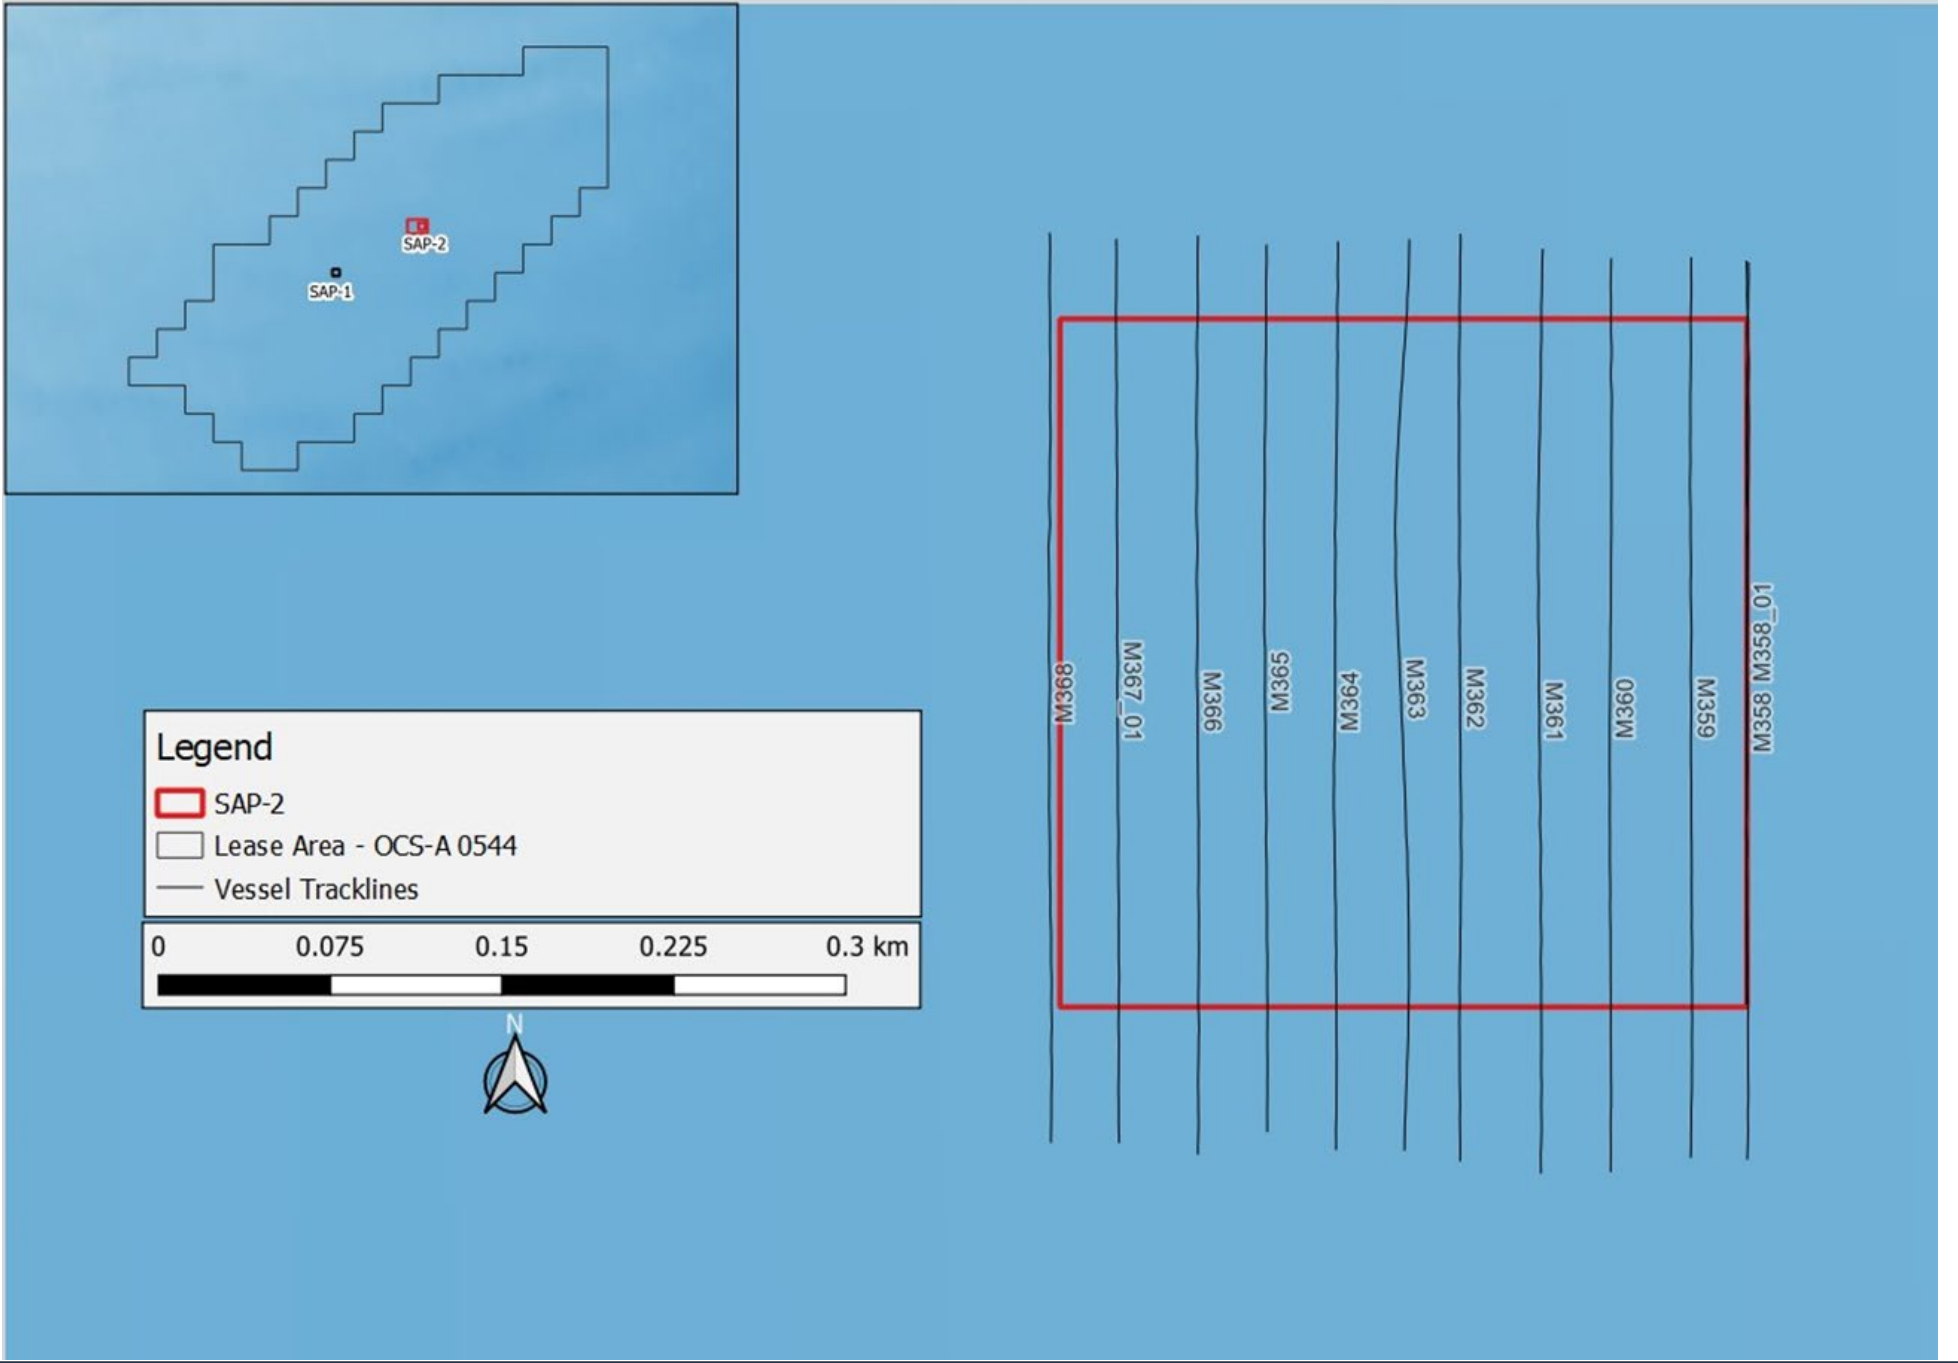 SAP-2
SAP-1
M368
M367_01
M366
M365
M364
M363
M362
M361
M360
M359
M358 M358_01
Legend
SAP-2
Lease Area - OCS-A 0544
Vessel Tracklines
0 0.075 0.15 0.225 0.3 km
N